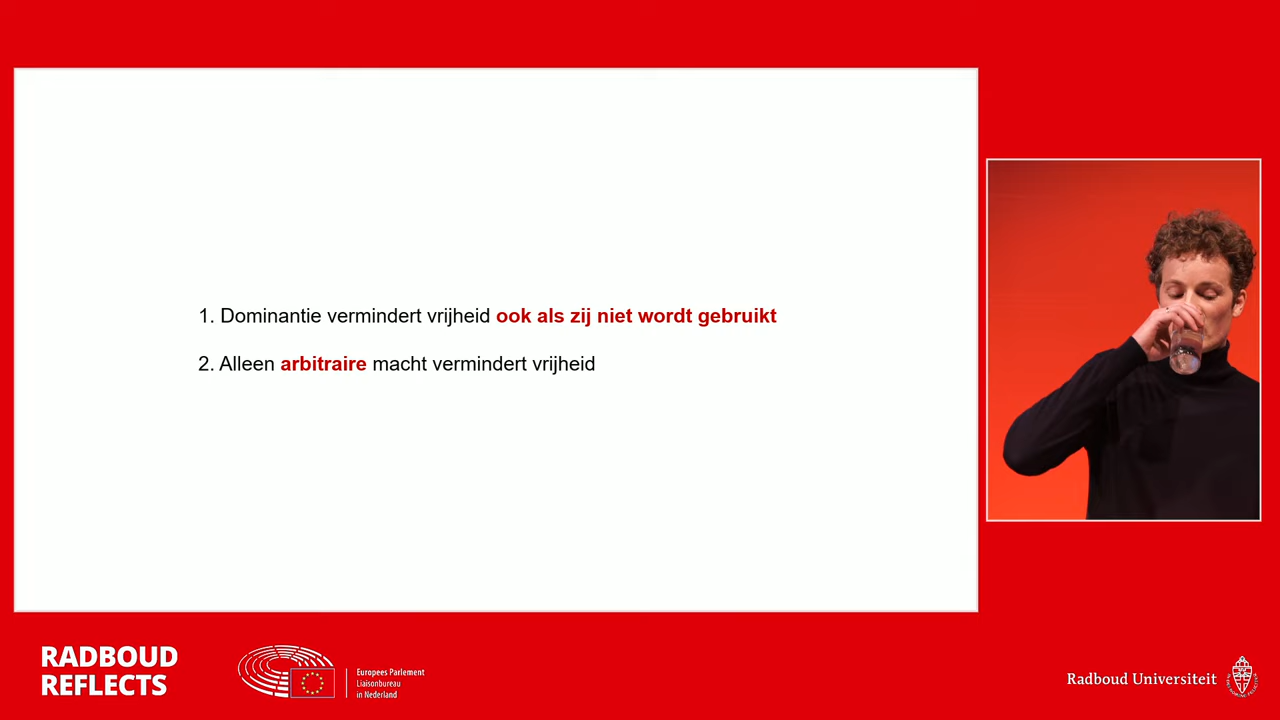 1. Dominantie vermindert vrijheid ook als zij niet wordt gebruikt
2. Alleen arbitraire macht vermindert vrijheid
RADBOUD
REFLECTS
Europees Parlement
Liaisonbureau
in Nederland
Radboud Universiteit